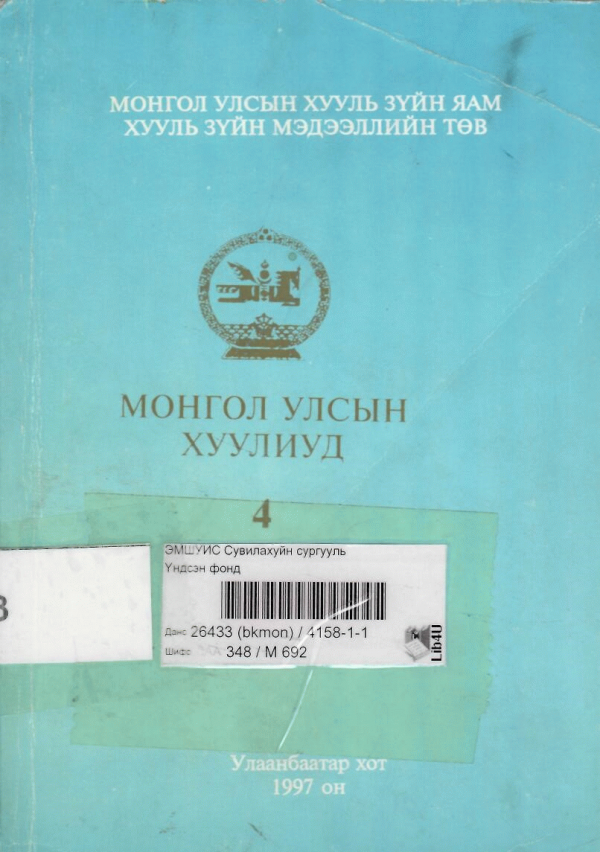 МОНГОЛ УЛСЫН ХУУЛЬ ЗҮЙН ЯАМ
ХУУЛЬ ЗҮЙН МЭДЭЭЛЛИЙН ТӨВ
МОНГОЛ УЛСЫН
ХУУЛИУД
4
3
ЭМШУИС Сувилахуйн сургууль
Үндсэн фонд
Данс 26433 (bkmon) / 4158-1-1
Шифр 348 / M 692
Lib4U
Улаанбаатар хот
1997 он